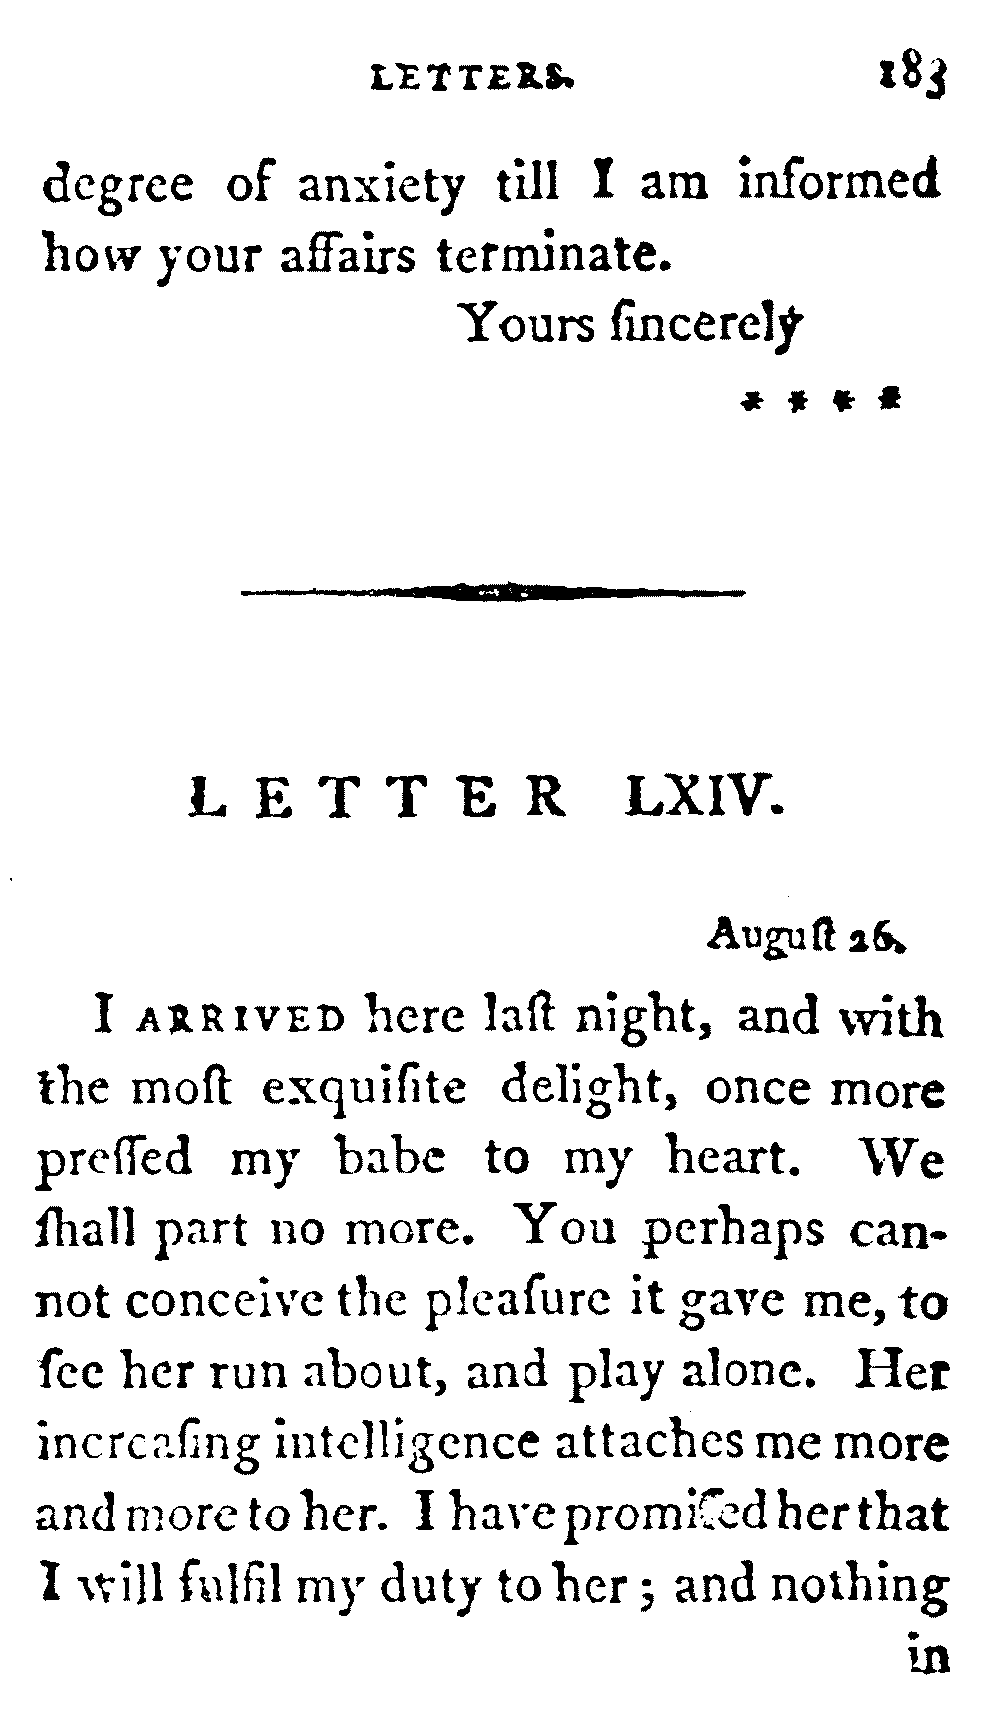 LETTERS. 183
degree of anxiety till I am informed
how your affairs terminate.
Yours ſincerely
* * * *
LETTER LXIV.
Auguſt 26.
I ARRIVED here laſt night, and with
the moſt exquiſite delight, once more
preſſed my babe to my heart. We
ſhall part no more. You perhaps can-
not conceive the pleaſure it gave me, to
ſee her run about, and play alone. Her
increaſing intelligence attaches me more
and more to her. I have promiſed her that
I will fulfil my duty to her; and nothing
in